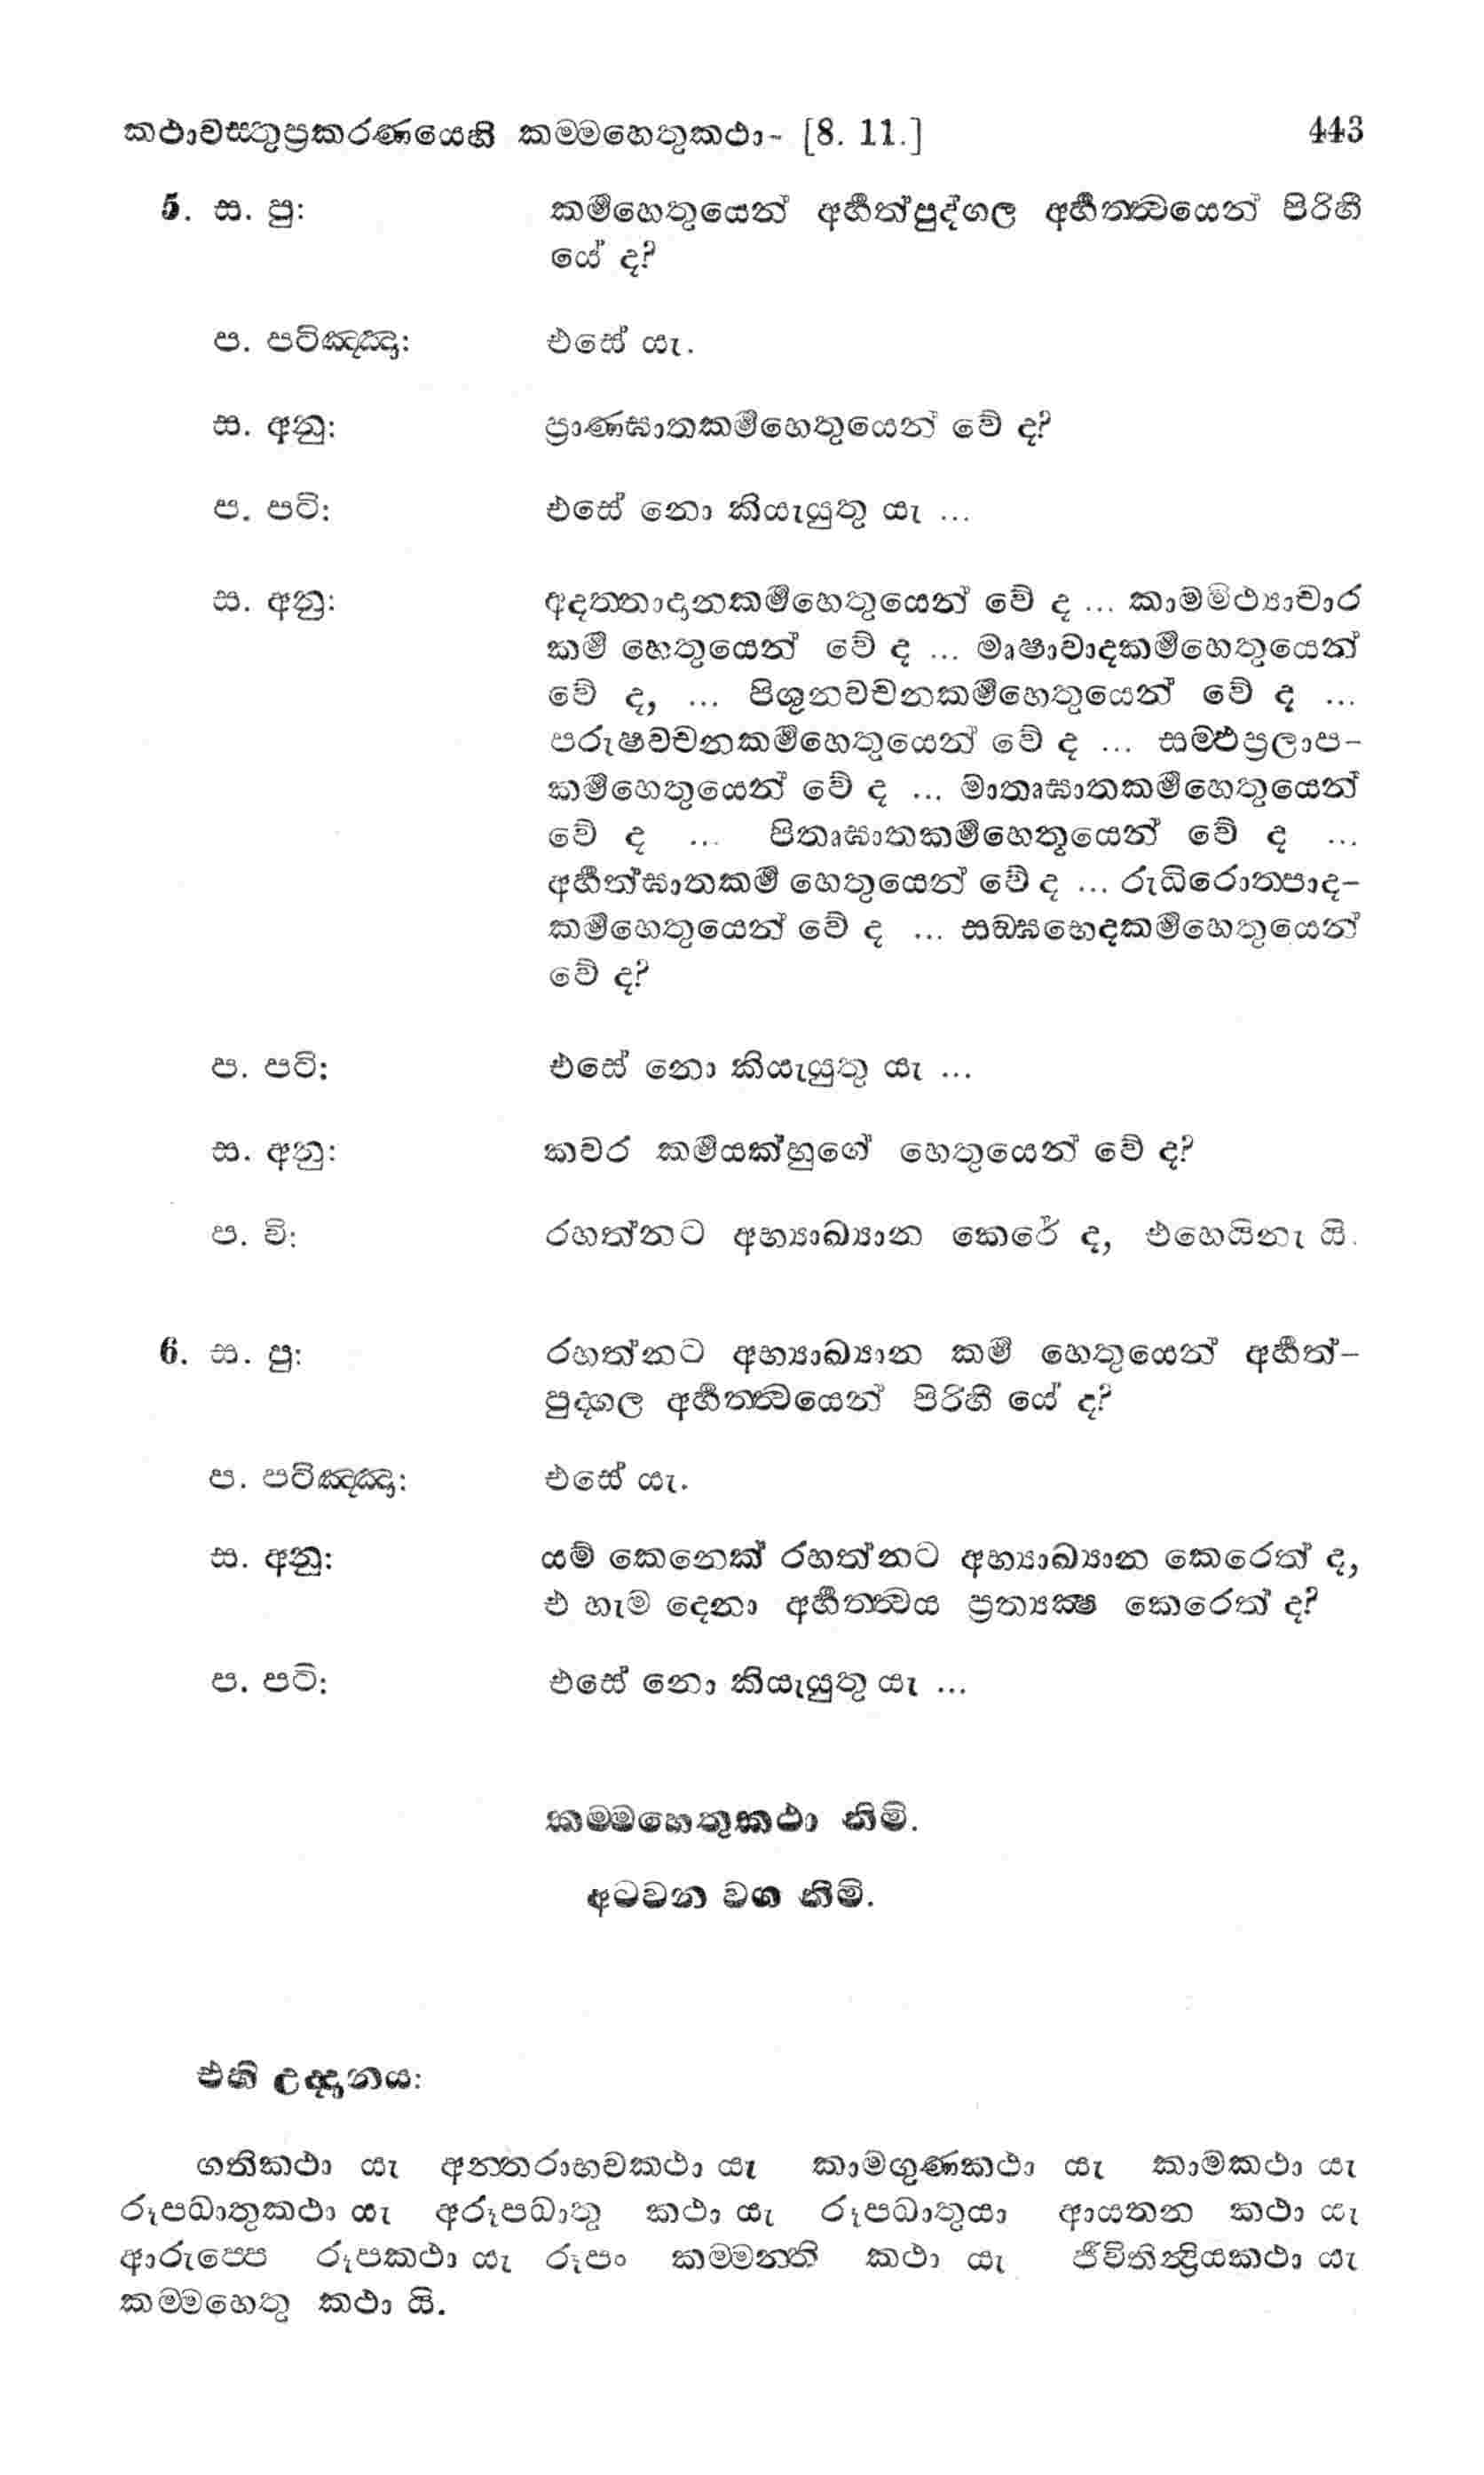 කථාවස්තුප්‍රකරණයෙහි කම්මහෙතුකථා- [8. 11.] 443
5. ස. පු: කර්‍මහෙතුයෙන් අර්‍හත්පුද්ගල අර්‍හත්ත්‍වයෙන් පිරිහී
යේ ද?
ප. පටිඤ්ඤා: එසේ යැ.
ස. අනු: ප්‍රාණඝාතකර්‍මහෙතුයෙන් වේ ද?
ප. පටි: එසේ නො කියැයුතු යැ ...
ස. අනු: අදත්තාදානකර්‍මහෙතුයෙන් වේ ද ... කාමමිථ්‍යාචාර
කර්‍ම හෙතුයෙන් වේ ද ... මෘෂාවාදකර්‍මහෙතුයෙන්
වේ ද, ... පිශුනවචනකර්‍මහෙතුයෙන් වේ ද ...
පරුෂවචනකර්‍මහෙතුයෙන් වේ ද ... සම්ඵප්‍රලාප-
කර්‍මහෙතුයෙන් වේ ද ... මාතෘඝාතකර්‍මහෙතුයෙන්
වේ ද ... පිතෘඝාතකර්‍මහෙතුයෙන් වේ ද ...
අර්‍හත්ඝාතකර්‍ම හෙතුයෙන් වේ ද ... රුධිරොත්පාද-
කර්‍මහෙතුයෙන් වේ ද ... සඞ්ඝභෙදකර්‍මහෙතුයෙන්
වේ ද?
ප. පටි: එසේ නො කියැයුතු යැ ...
ස. අනු: කවර කර්‍මයක්හුගේ හෙතුයෙන් වේ ද?
ප. වි: රහත්නට අභ්‍යාඛ්‍යාන කෙරේ ද, එහෙයිනැ යි.
6. ස. පු: රහත්නට අභ්‍යාඛ්‍යාන කර්‍ම හෙතුයෙන් අර්‍හත්-
පුද්ගල අර්‍හත්ත්‍වයෙන් පිරිහී යේ ද?
ප. පටිඤ්ඤා: එසේ යැ.
ස. අනු: යම් කෙනෙක් රහත්නට අභ්‍යාඛ්‍යාන කෙරෙත් ද,
එ හැම දෙනා අර්‍හත්ත්‍වය ප්‍රත්‍යක්ෂ කෙරෙත් ද?
ප. පටි: එසේ නො කියැයුතු යැ ...
කම්මහෙතුකථා නිමි.
අටවන වග නිමි.
එහි උද්දානය:
ගතිකථා යැ අන්තරාභවකථා යැ කාමගුණකථා යැ කාමකථා යැ
රූපධාතුකථා යැ අරූපධාතු කථා යැ රූපධාතුයා ආයතන කථා යැ
ආරුප්පෙ රූපකථා යැ රූපං කම්මන්ති කථා යැ ජීවිතින්‍ද්‍රියකථා යැ
කම්මහෙතු කථා යි.